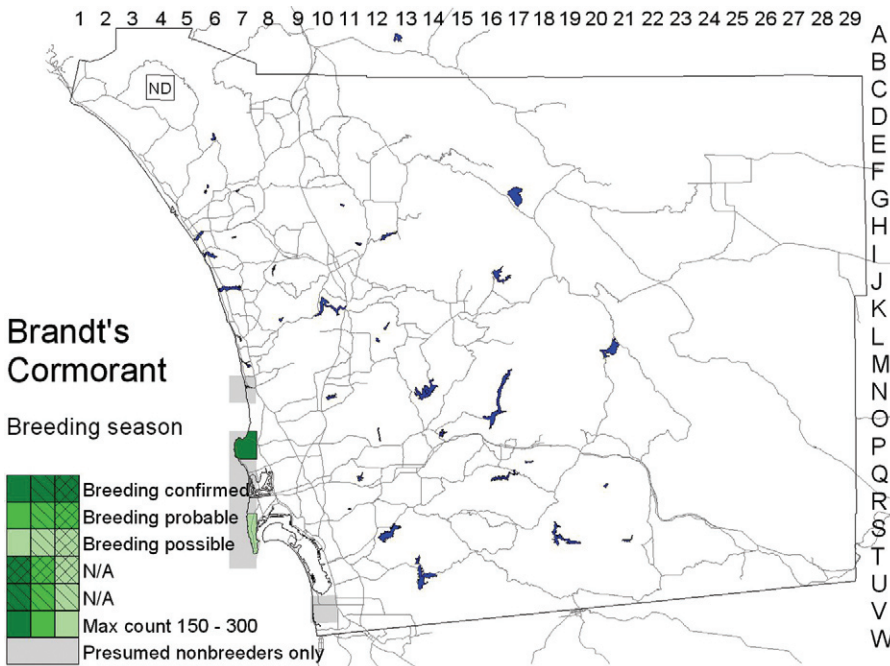 1 2 3 4 5 6 7 8 9 10 11 12 13 14 15 16 17 18 19 20 21 22 23 24 25 26 27 28 29
A
B
C
D
E
F
G
H
I
J
K
L
M
N
O
P
Q
R
S
T
U
V
W
ND
Brandt's
Cormorant
Breeding season
Breeding confirmed
Breeding probable
Breeding possible
N/A
N/A
Max count 150 - 300
Presumed nonbreeders only